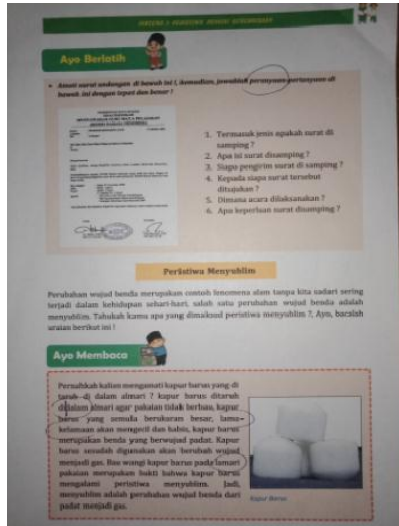 Ayo Berlatih
Amati surat undangan di bawah ini !, kemudian, jawablah pertanyaan-pertanyaan di
bawah ini dengan tepat dan benar !
1. Termasuk jenis apakah surat di
samping ?
2. Apa isi surat disamping ?
3. Siapa pengirim surat di samping ?
4. Kepada siapa surat tersebut
ditujukan ?
5. Dimana acara dilaksanakan ?
6. Apa keperluan surat disamping ?
Peristiwa Menyublim
Perubahan wujud benda merupakan contoh fenomena alam tanpa kita sadari sering
terjadi dalam kehidupan sehari-hari, salah satu perubahan wujud benda adalah
menyublim. Tahukah kamu apa yang dimaksud peristiwa menyublim ?, Ayo, bacalah
uraian berikut ini !
Ayo Membaca
Pernahkah kalian mengamati kapur barus yang di
taruh di dalam almari ? kapur barus ditaruh
didalam almari agar pakaian tidak berbau, kapur
barus yang semula berukuran besar, lama-
kelamaan akan mengecil dan habis, kapur barus
merupakan benda yang berwujud padat. Kapur
barus sesudah digunakan akan berubah wujud
menjadi gas. Bau wangi kapur barus pada lamari
pakaian merupakan bukti bahwa kapur barus
mengalami peristiwa menyublim. Jadi,
menyublim adalah perubahan wujud benda dari
padat menjadi gas.
Kapur Barus